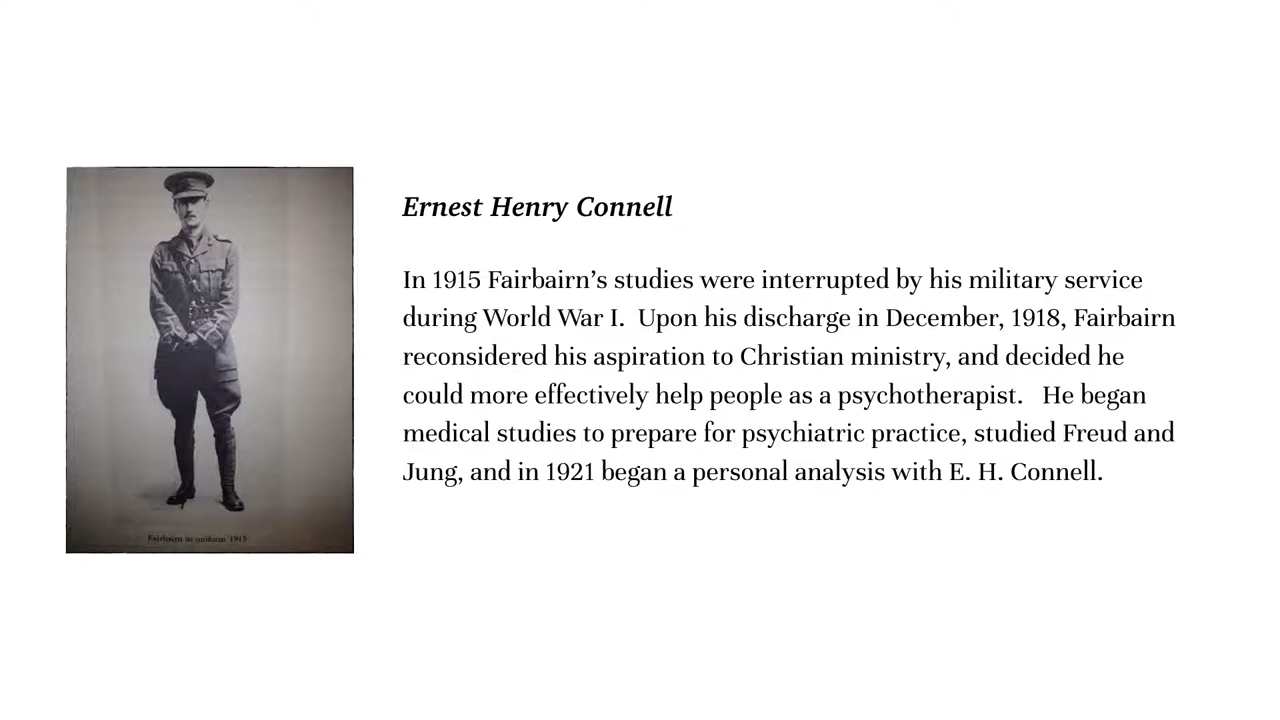 Ernest Henry Connell
In 1915 Fairbairn’s studies were interrupted by his military service
during World War I.  Upon his discharge in December, 1918, Fairbairn
reconsidered his aspiration to Christian ministry, and decided he
could more effectively help people as a psychotherapist.   He began
medical studies to prepare for psychiatric practice, studied Freud and
Jung, and in 1921 began a personal analysis with E. H. Connell.
Fairbairn in uniform 1915